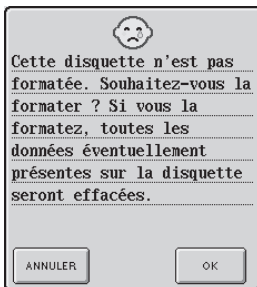 Cette disquette n'est pas
formatée. Souhaitez-vous la
formater ? Si vous la
formatez, toutes les
données éventuellement
présentes sur la disquette
seront effacées.
ANNULER OK